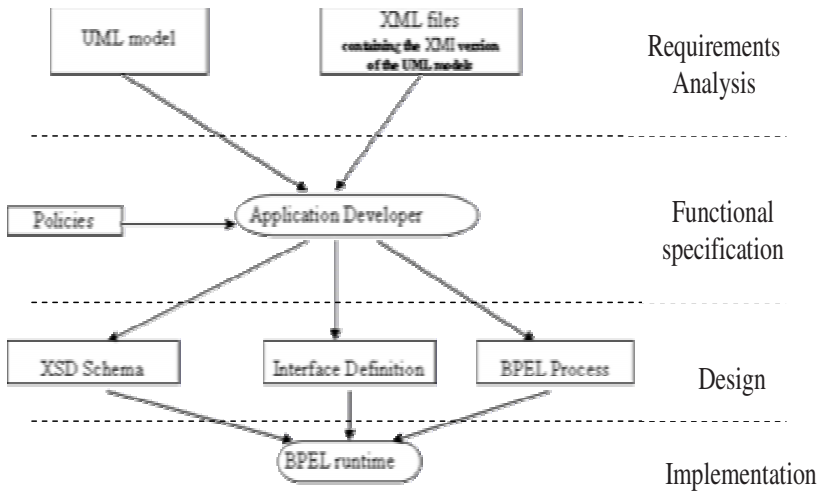 UML model
XML files
containing the XMI version
of the UML models
Requirements
Analysis
Policies
Application Developer
Functional
specification
XSD Schema
Interface Definition
BPEL Process
Design
BPEL runtime
Implementation